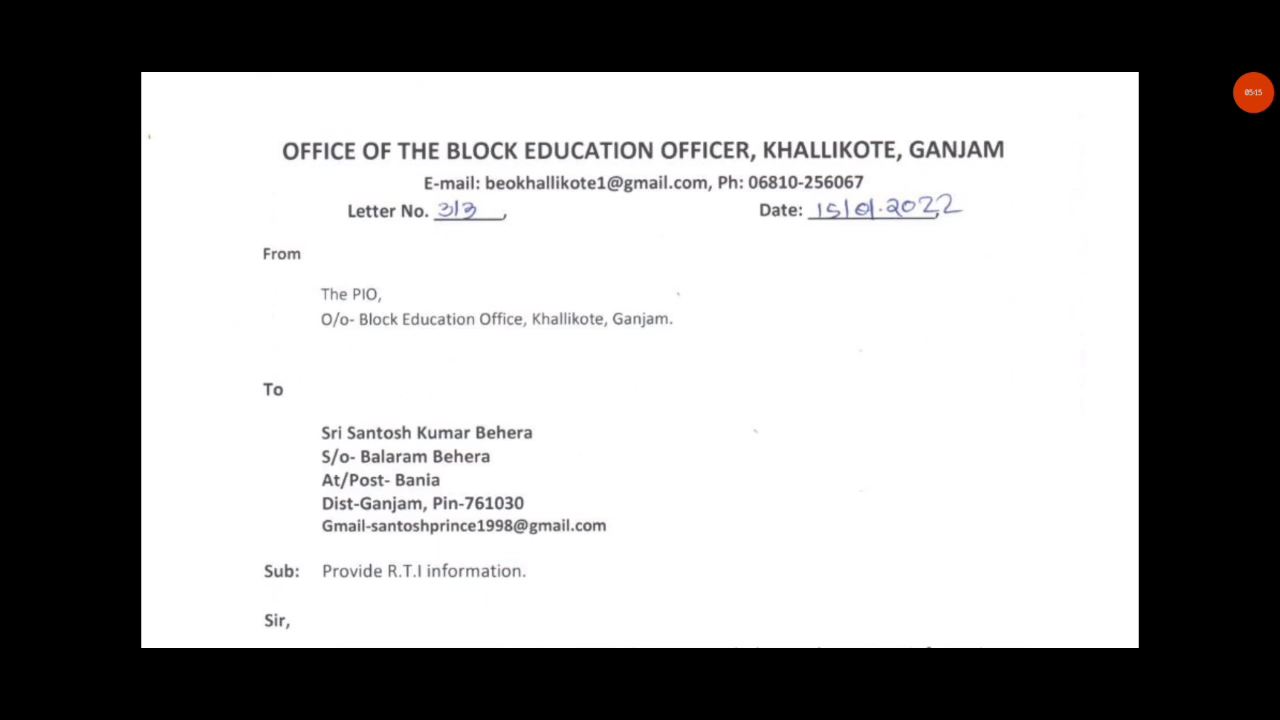 OFFICE OF THE BLOCK EDUCATION OFFICER, KHALLIKOTE, GANJAM
E-mail: beokhallikote1@gmail.com, Ph: 06810-256067
Letter No. 313, Date: 15/01.2022
From
The PIO,
O/o- Block Education Office, Khallikote, Ganjam.
To
Sri Santosh Kumar Behera
S/o- Balaram Behera
At/Post- Bania
Dist-Ganjam, Pin-761030
Gmail-santoshprince1998@gmail.com
Sub: Provide R.T.I information.
Sir,
05:15